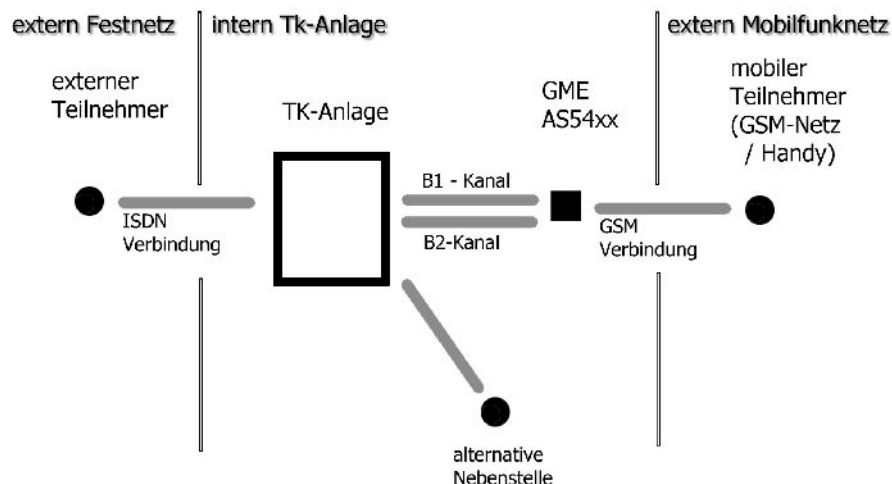 extern Festnetz
intern Tk-Anlage
extern Mobilfunknetz
externer
Teilnehmer
TK-Anlage
GME
AS54xx
mobiler
Teilnehmer
(GSM-Netz
/ Handy)
B1 - Kanal
B2-Kanal
ISDN
Verbindung
GSM
Verbindung
alternative
Nebenstelle